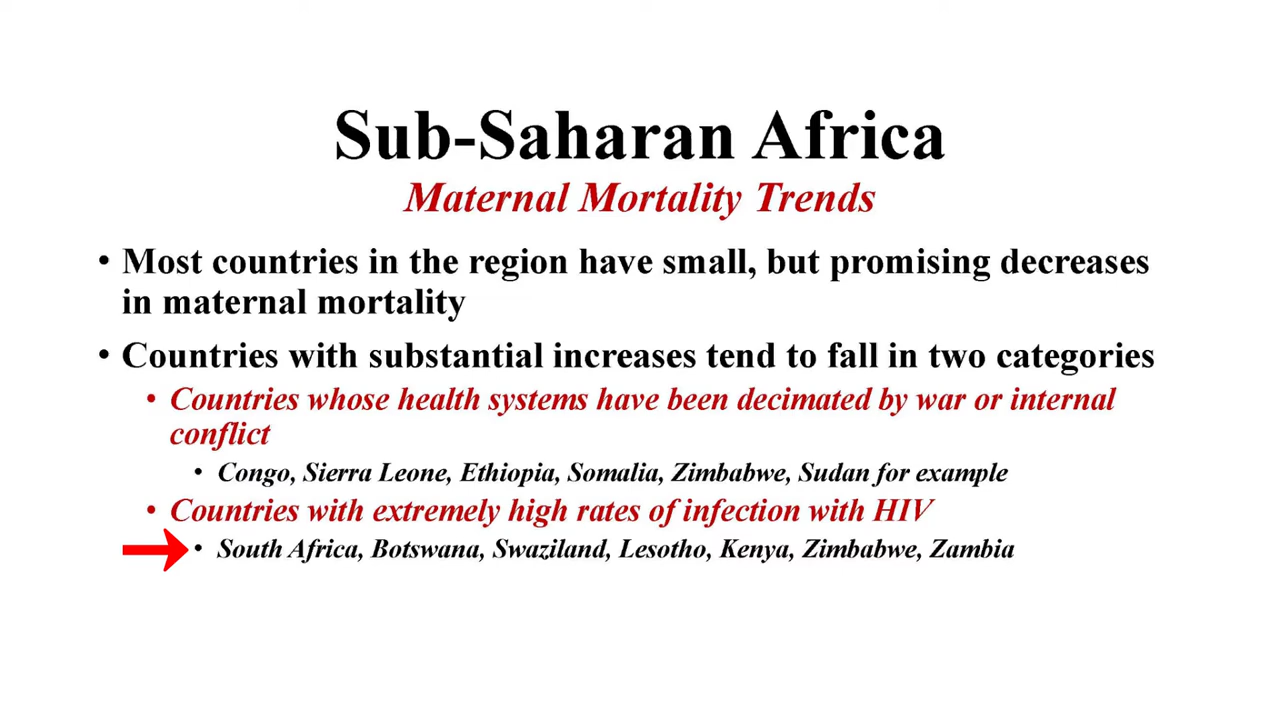 Sub-Saharan Africa
Maternal Mortality Trends
• Most countries in the region have small, but promising decreases
in maternal mortality
• Countries with substantial increases tend to fall in two categories
• Countries whose health systems have been decimated by war or internal
conflict
• Congo, Sierra Leone, Ethiopia, Somalia, Zimbabwe, Sudan for example
• Countries with extremely high rates of infection with HIV
• South Africa, Botswana, Swaziland, Lesotho, Kenya, Zimbabwe, Zambia